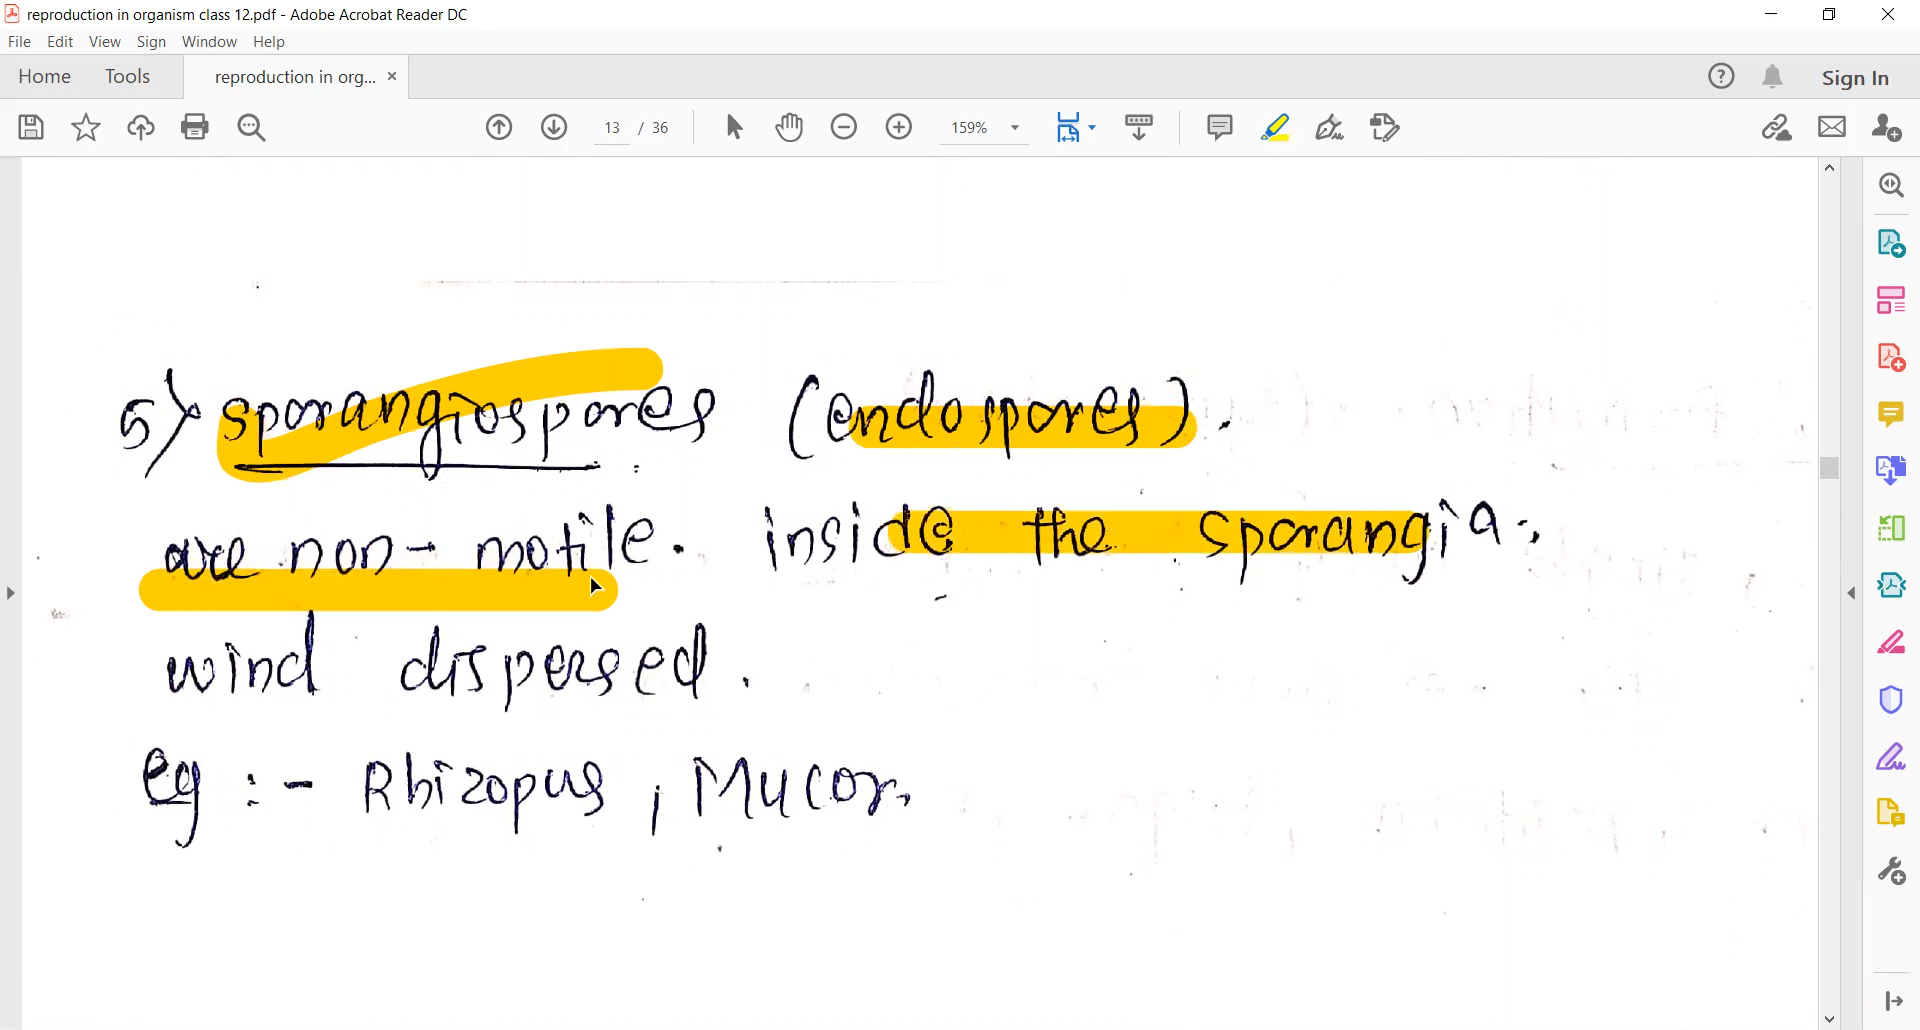 reproduction in organism class 12.pdf - Adobe Acrobat Reader DC
File Edit View Sign Window Help
Home Tools reproduction in org... × Sign In
13 / 36 159%
5) sporangiospores (endospores).
are non-motile. inside the sporangia.
wind dispersed.
eg :- Rhizopus, Mucor.